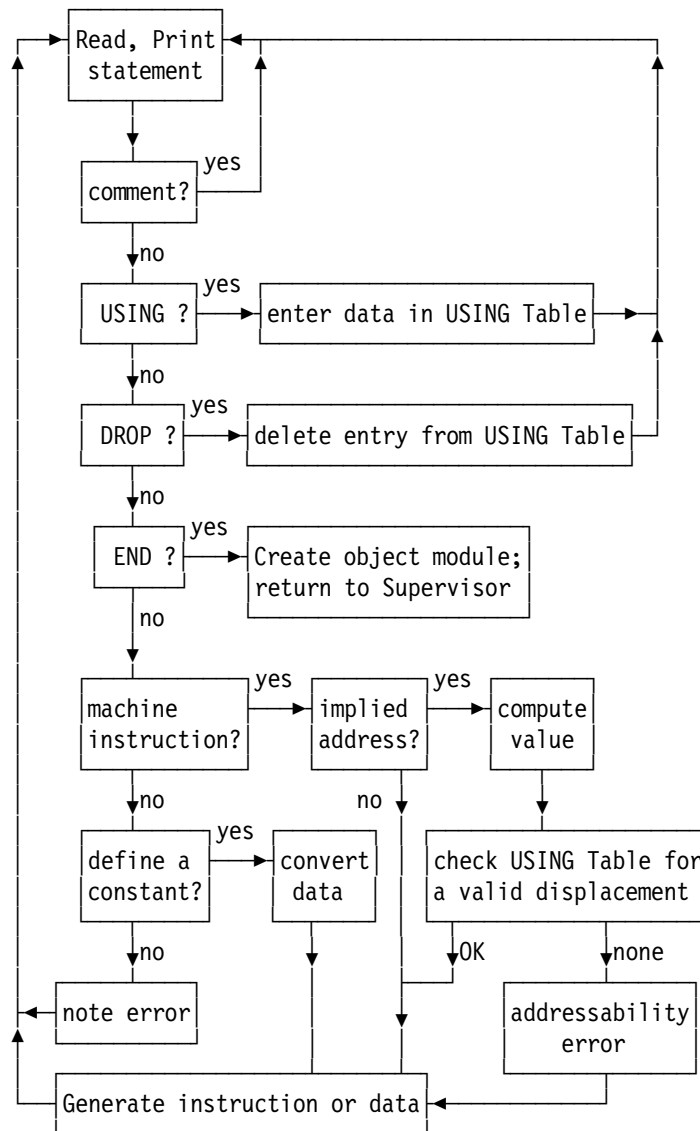 Read, Print
statement
yes
comment?
no
yes
USING ?
enter data in USING Table
no
yes
DROP ?
delete entry from USING Table
no
yes
END ?
Create object module;
return to Supervisor
no
yes
yes
machine
instruction?
implied
address?
compute
value
no
no
yes
define a
constant?
convert
data
check USING Table for
a valid displacement
no
OK
none
note error
addressability
error
Generate instruction or data